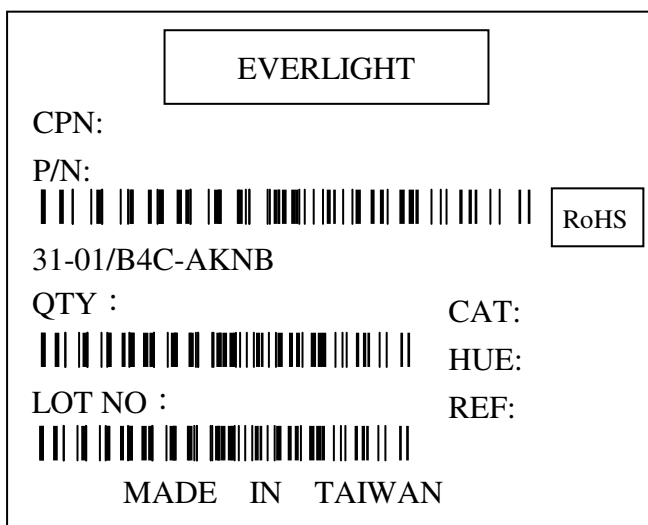 EVERLIGHT
CPN:
P/N:
RoHS
31-01/B4C-AKNB
QTY：
CAT:
HUE:
LOT NO：
REF:
MADE IN TAIWAN